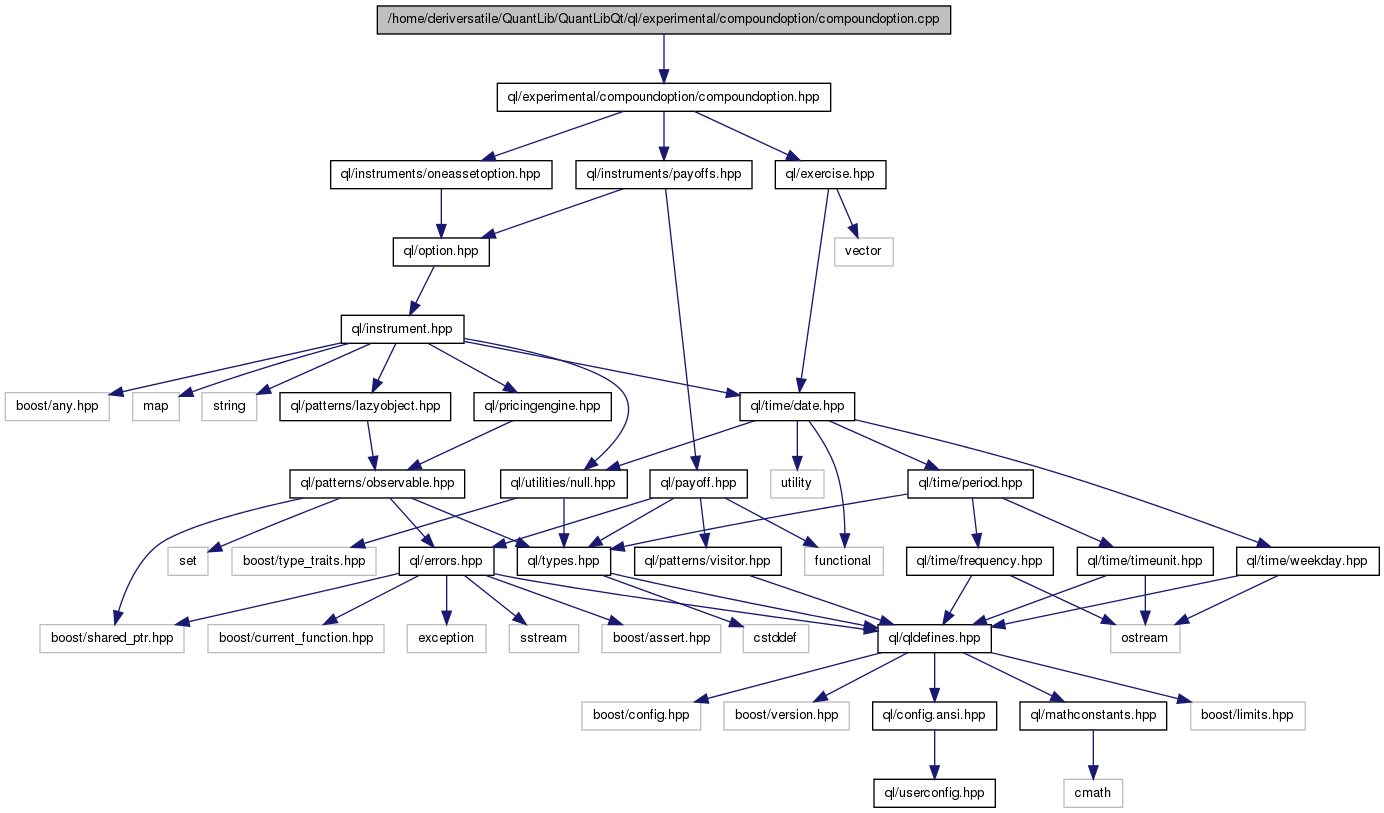 /home/deriversatile/QuantLib/QuantLibQt/ql/experimental/compoundoption/compoundoption.cpp
ql/experimental/compoundoption/compoundoption.hpp
ql/instruments/oneassetoption.hpp
ql/instruments/payoffs.hpp
ql/exercise.hpp
ql/option.hpp
vector
ql/instrument.hpp
boost/any.hpp
map
string
ql/patterns/lazyobject.hpp
ql/pricingengine.hpp
ql/time/date.hpp
ql/patterns/observable.hpp
ql/utilities/null.hpp
ql/payoff.hpp
utility
ql/time/period.hpp
set
boost/type_traits.hpp
ql/errors.hpp
ql/types.hpp
ql/patterns/visitor.hpp
functional
ql/time/frequency.hpp
ql/time/timeunit.hpp
ql/time/weekday.hpp
boost/shared_ptr.hpp
boost/current_function.hpp
exception
sstream
boost/assert.hpp
cstddef
ql/qldefines.hpp
ostream
boost/config.hpp
boost/version.hpp
ql/config.ansi.hpp
ql/mathconstants.hpp
boost/limits.hpp
ql/userconfig.hpp
cmath